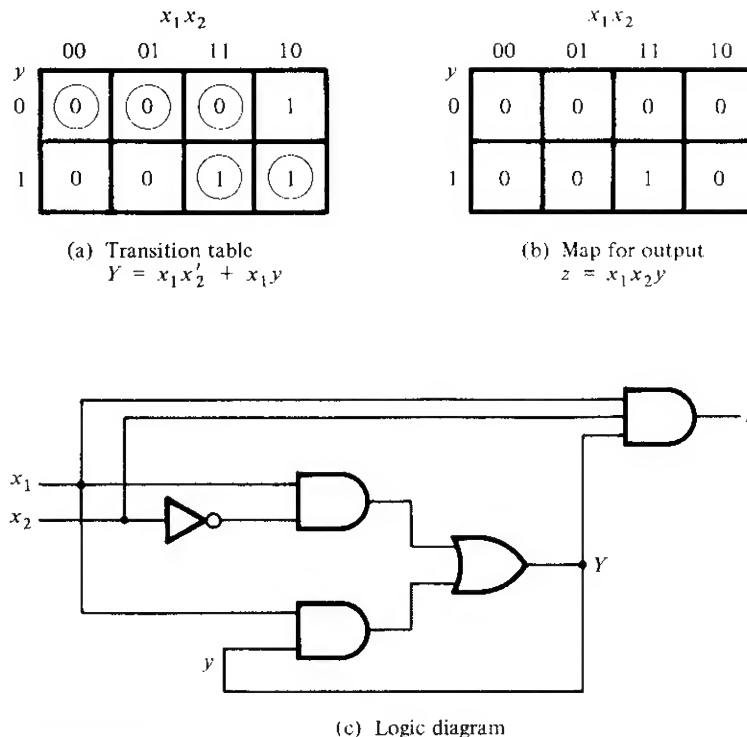 x₁x₂
00 01 11 10
y
0 0 0 0 1
1 0 0 1 1
(a) Transition table
Y = x₁x₂′ + x₁y
x₁x₂
00 01 11 10
y
0 0 0 0 0
1 0 0 1 0
(b) Map for output
z = x₁x₂y
x₁
x₂
Y
y
(c) Logic diagram